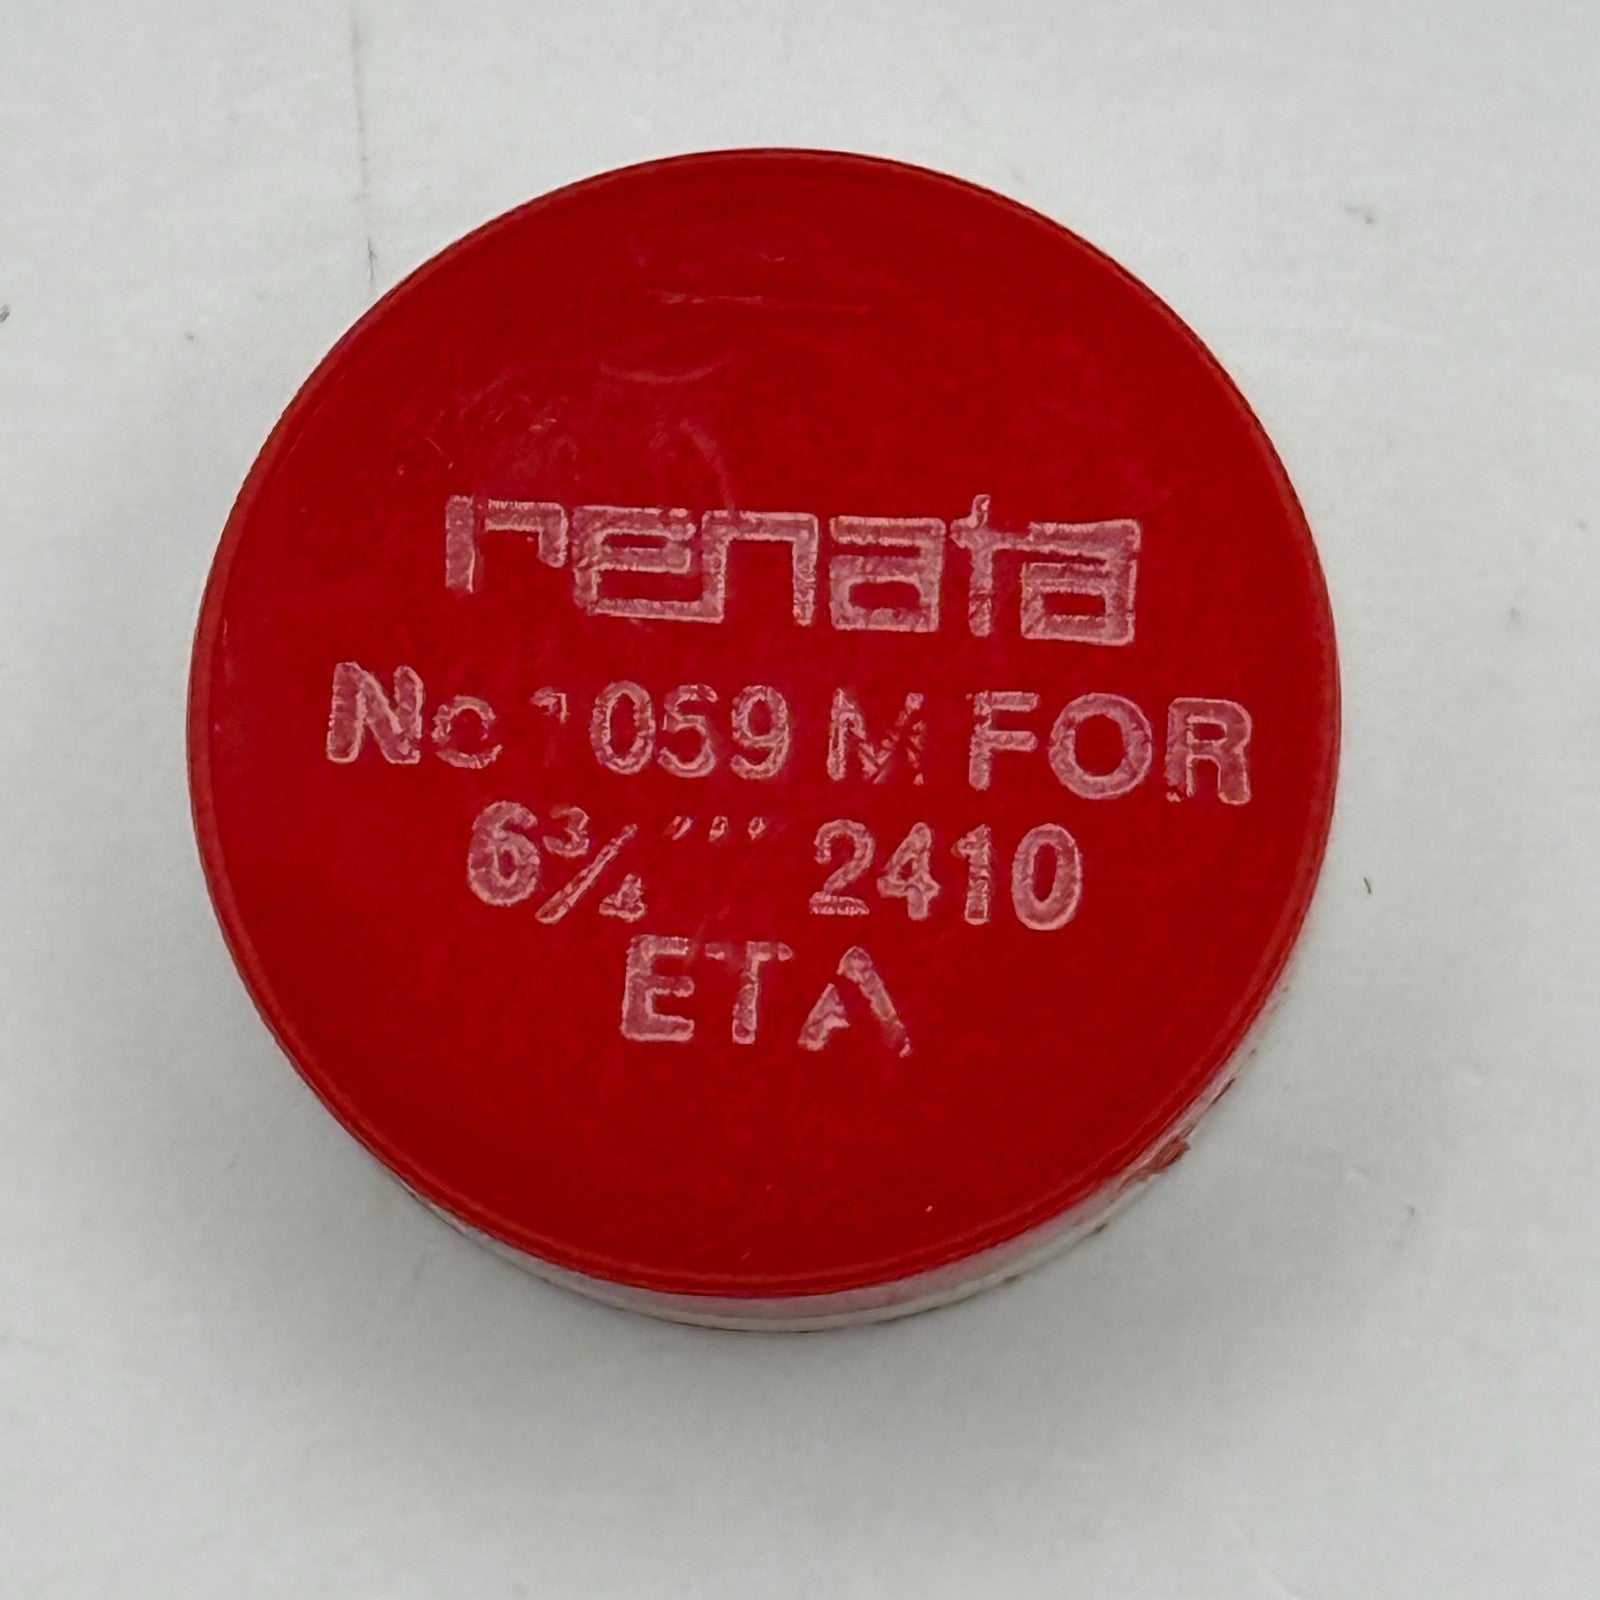 renata
No 1059 M FOR
6¾ ''' 2410
ETA